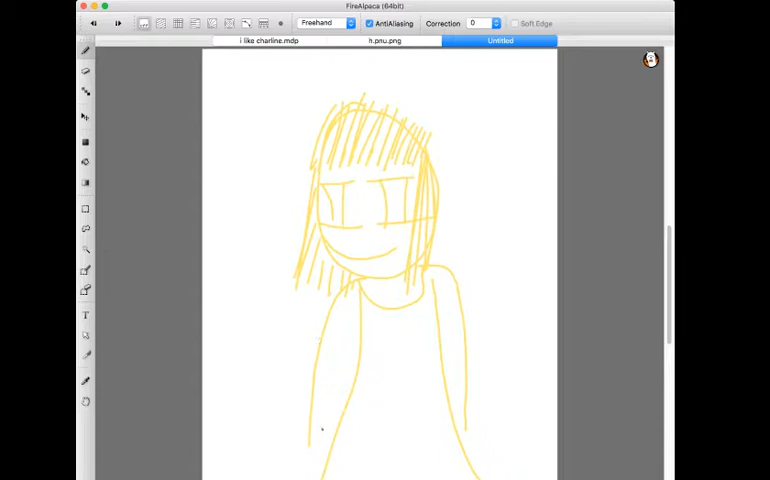 FireAlpaca (64bit)
Freehand AntiAliasing Correction 0 Soft Edge
i like charline.mdp h.pnu.png Untitled
T